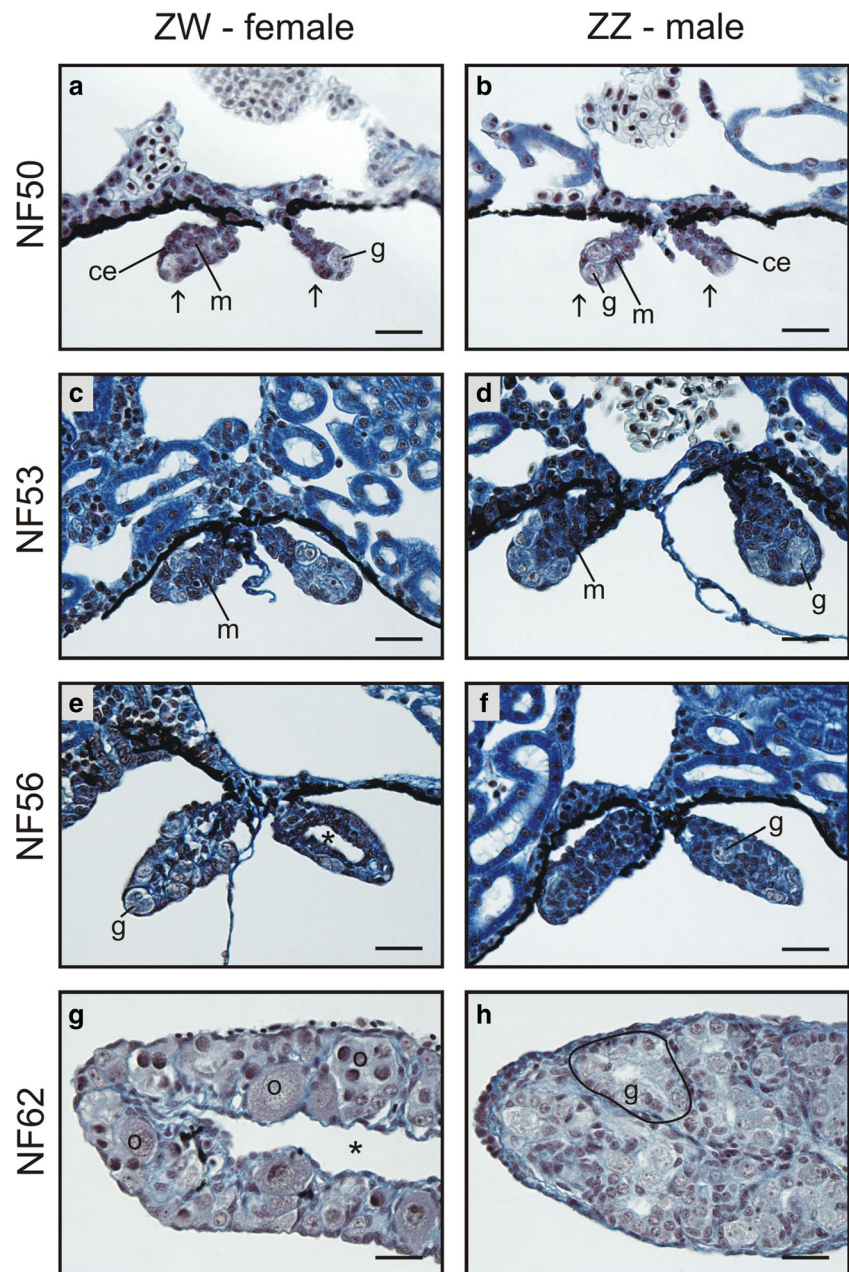 ZW - female
ZZ - male
NF50
a
ce
m
g
↑
↑
b
g
m
ce
↑
↑
NF53
c
m
d
m
g
NF56
e
g
*
f
g
NF62
g
o
o
o
*
h
g